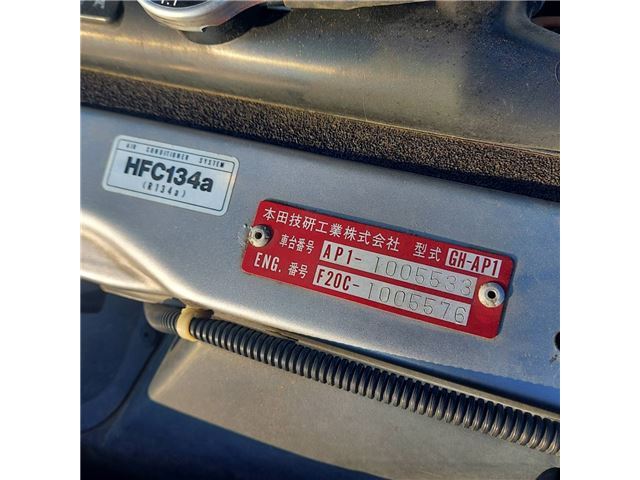 AIR CONDITIONER SYSTEM
HFC134a
(R134a)
本田技研工業株式会社 型式 GH-AP1
車台番号 AP1-1005533
ENG. 番号 F20C-1005576